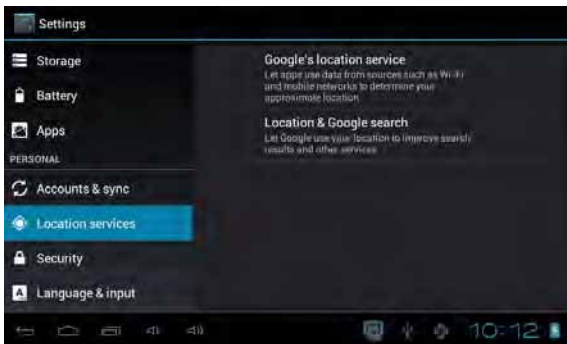 Settings
Storage
Battery
Apps
PERSONAL
Accounts & sync
Location services
Security
Language & input
Google's location service
Let apps use data from sources such as Wi-Fi
and mobile networks to determine your
approximate location
Location & Google search
Let Google use your location to improve search
results and other services
10:12